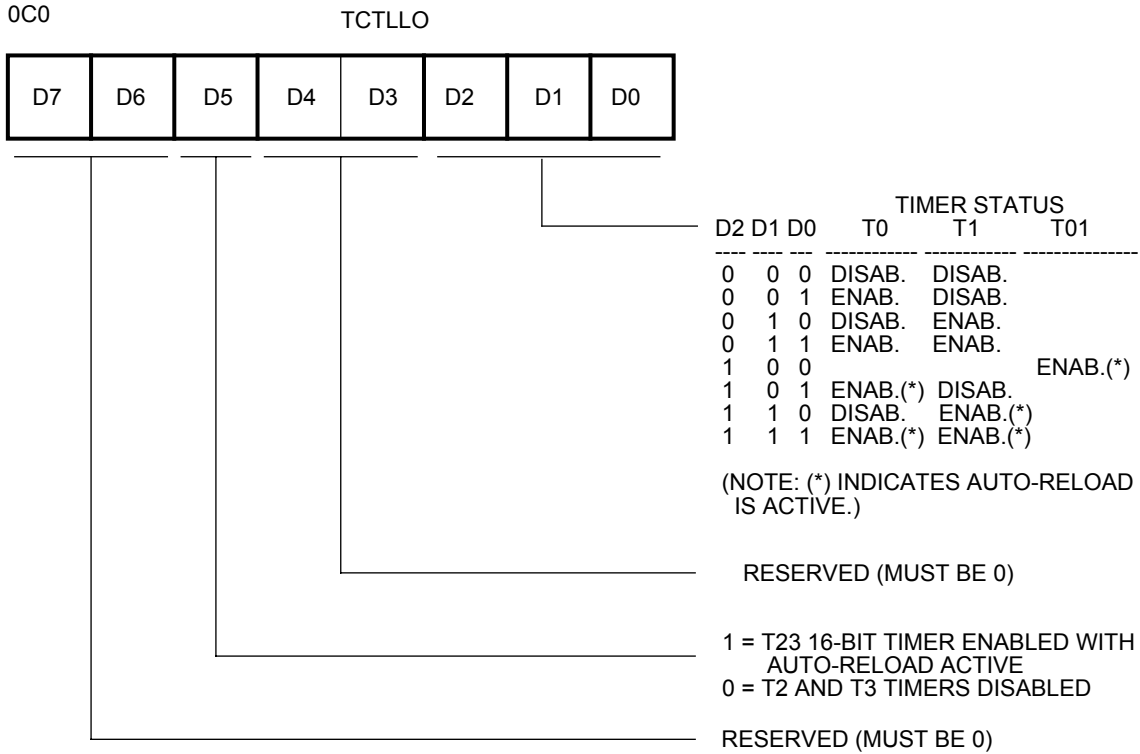 0C0
TCTLLO
D7 D6 D5 D4 D3 D2 D1 D0
TIMER STATUS
D2 D1 D0 T0 T1 T01
---- ---- --- ------------ ------------ ---------------
0 0 0 DISAB. DISAB.
0 0 1 ENAB. DISAB.
0 1 0 DISAB. ENAB.
0 1 1 ENAB. ENAB.
1 0 0 ENAB.(*)
1 0 1 ENAB.(*) DISAB.
1 1 0 DISAB. ENAB.(*)
1 1 1 ENAB.(*) ENAB.(*)
(NOTE: (*) INDICATES AUTO-RELOAD
IS ACTIVE.)
RESERVED (MUST BE 0)
1 = T23 16-BIT TIMER ENABLED WITH
AUTO-RELOAD ACTIVE
0 = T2 AND T3 TIMERS DISABLED
RESERVED (MUST BE 0)